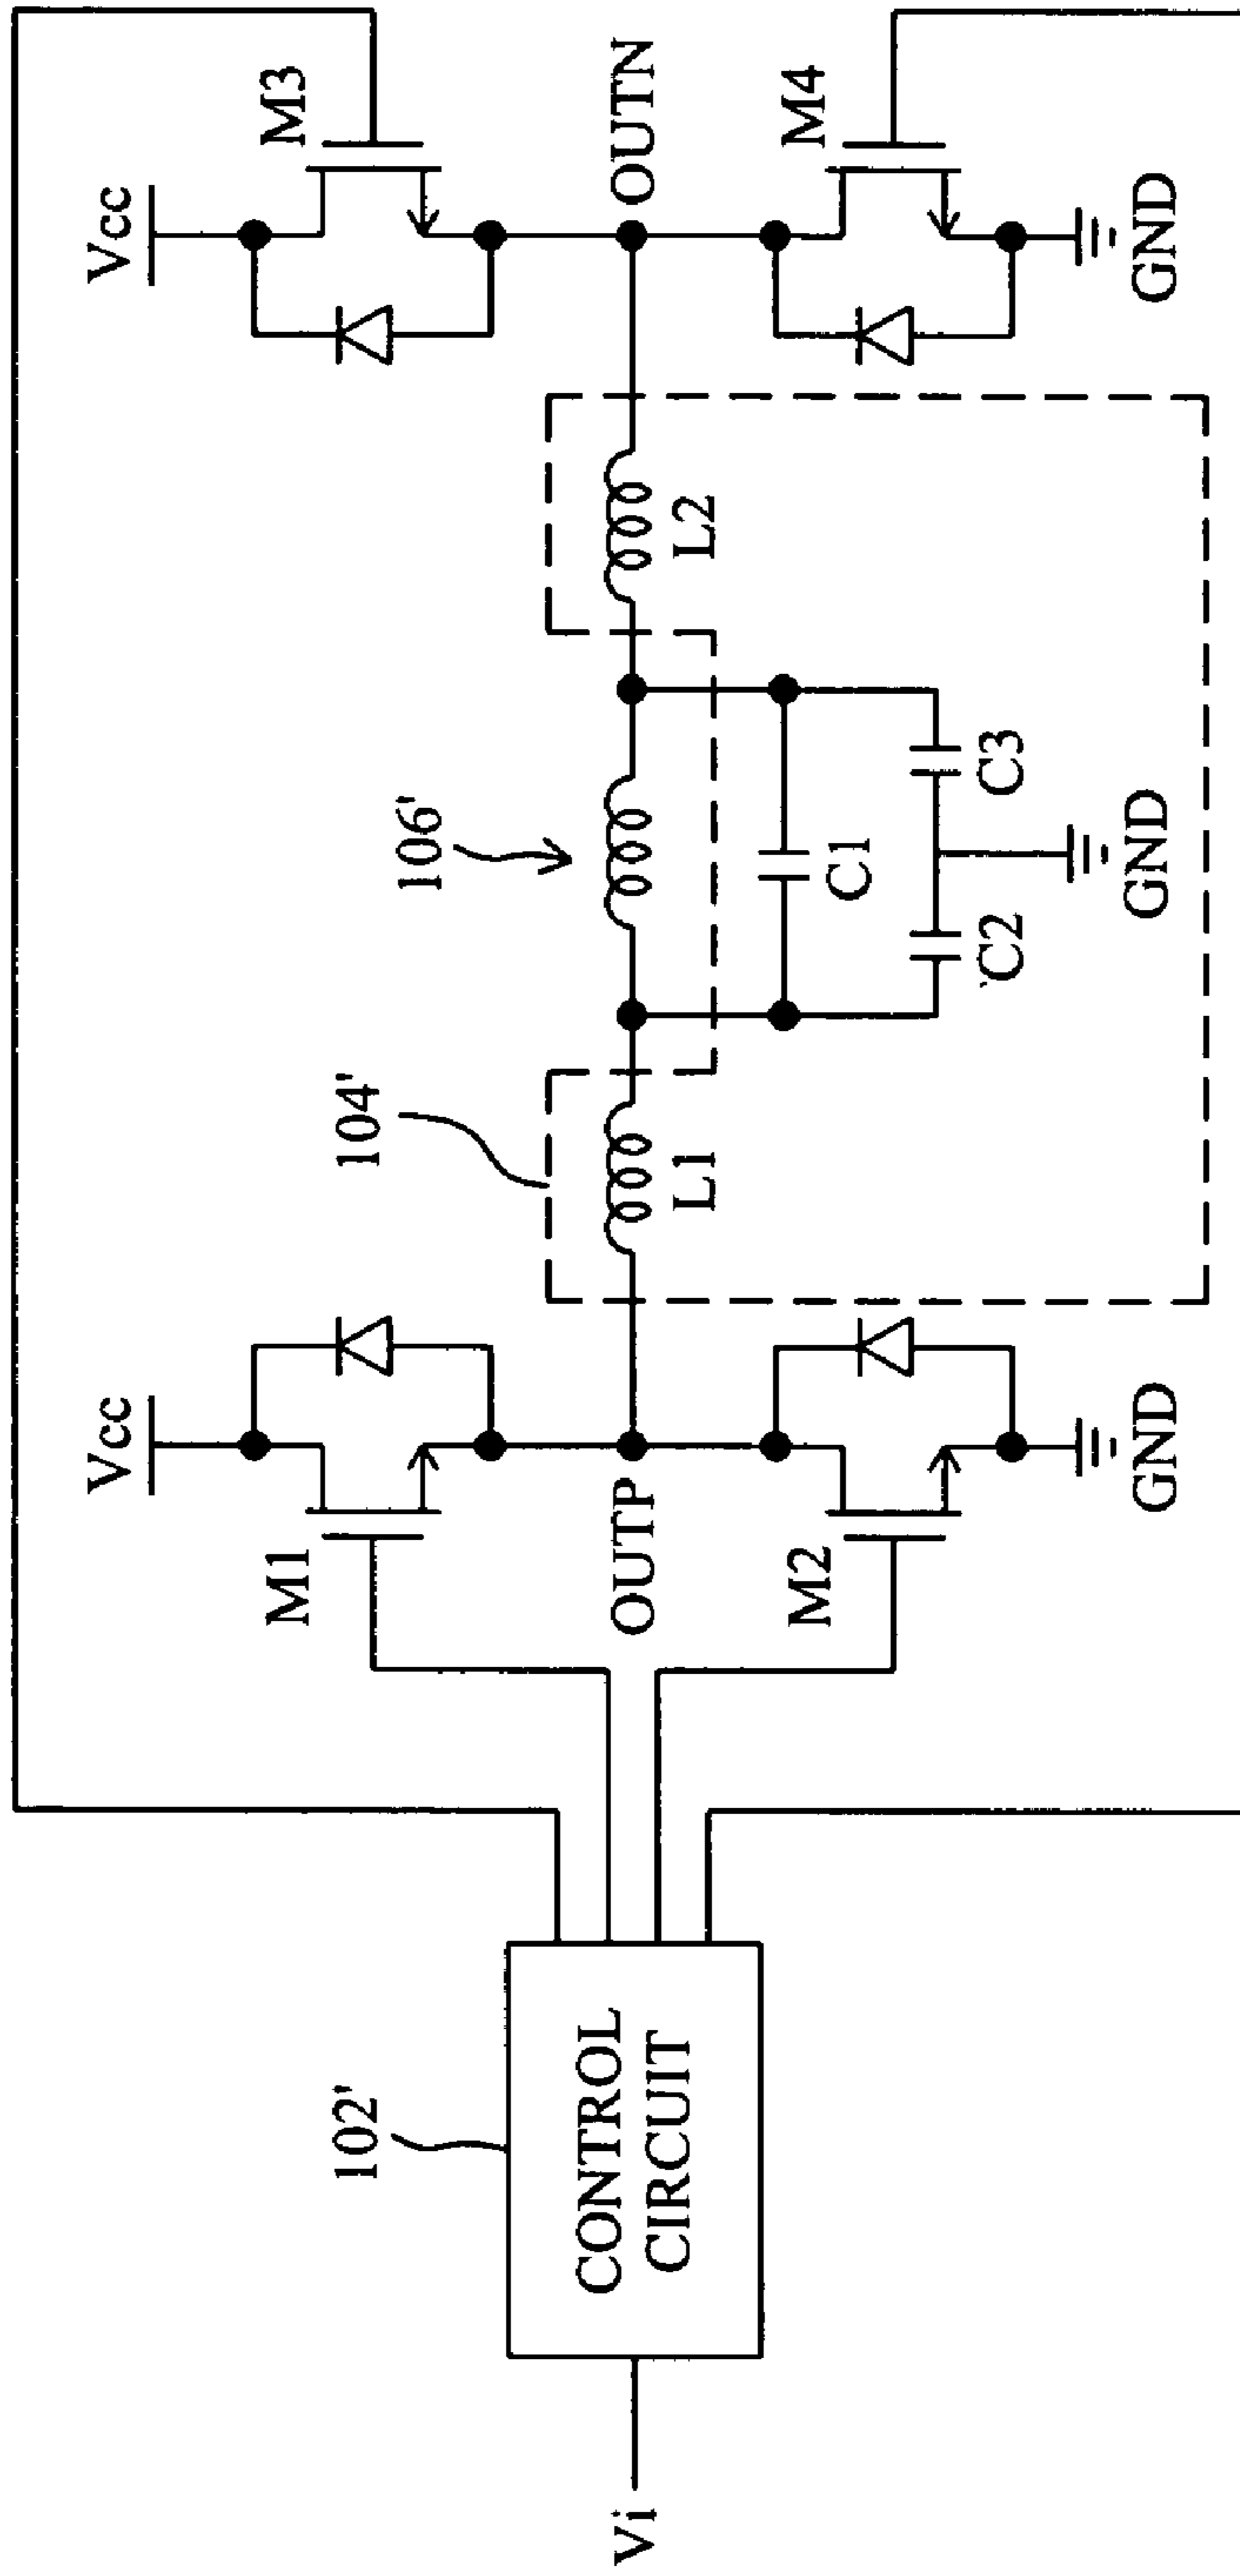 Vcc
Vcc
M1
M3
102'
104'
106'
Vi
CONTROL
CIRCUIT
OUTP
OUTN
L1
L2
M2
M4
C1
C2
C3
GND
GND
GND